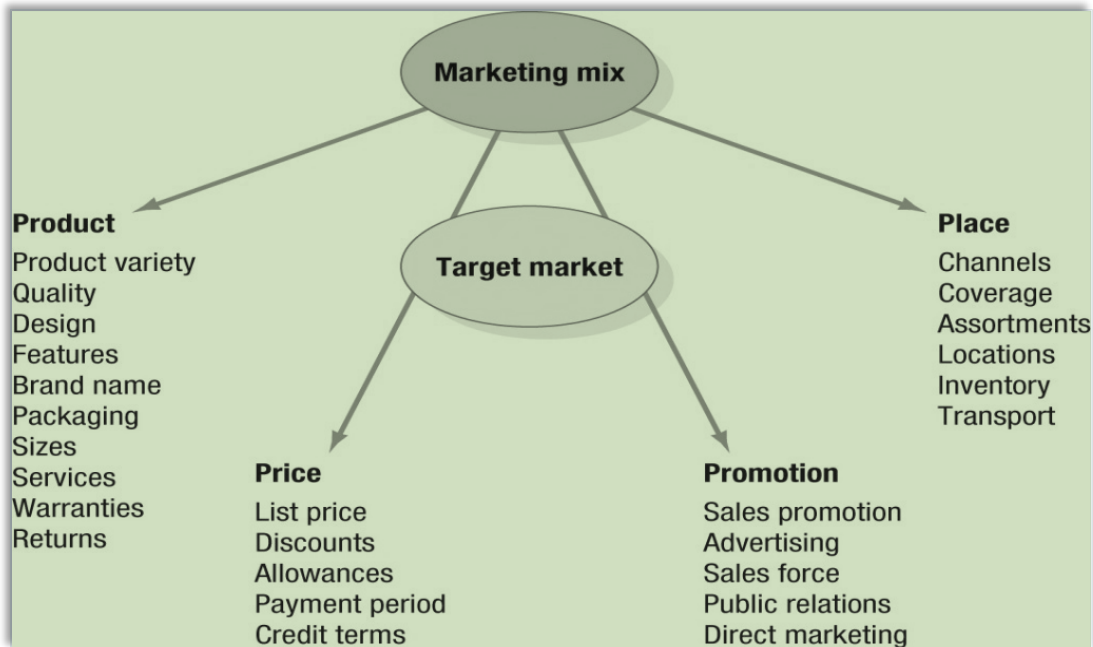 Marketing mix
Target market
Product
Product variety
Quality
Design
Features
Brand name
Packaging
Sizes
Services
Warranties
Returns
Price
List price
Discounts
Allowances
Payment period
Credit terms
Promotion
Sales promotion
Advertising
Sales force
Public relations
Direct marketing
Place
Channels
Coverage
Assortments
Locations
Inventory
Transport